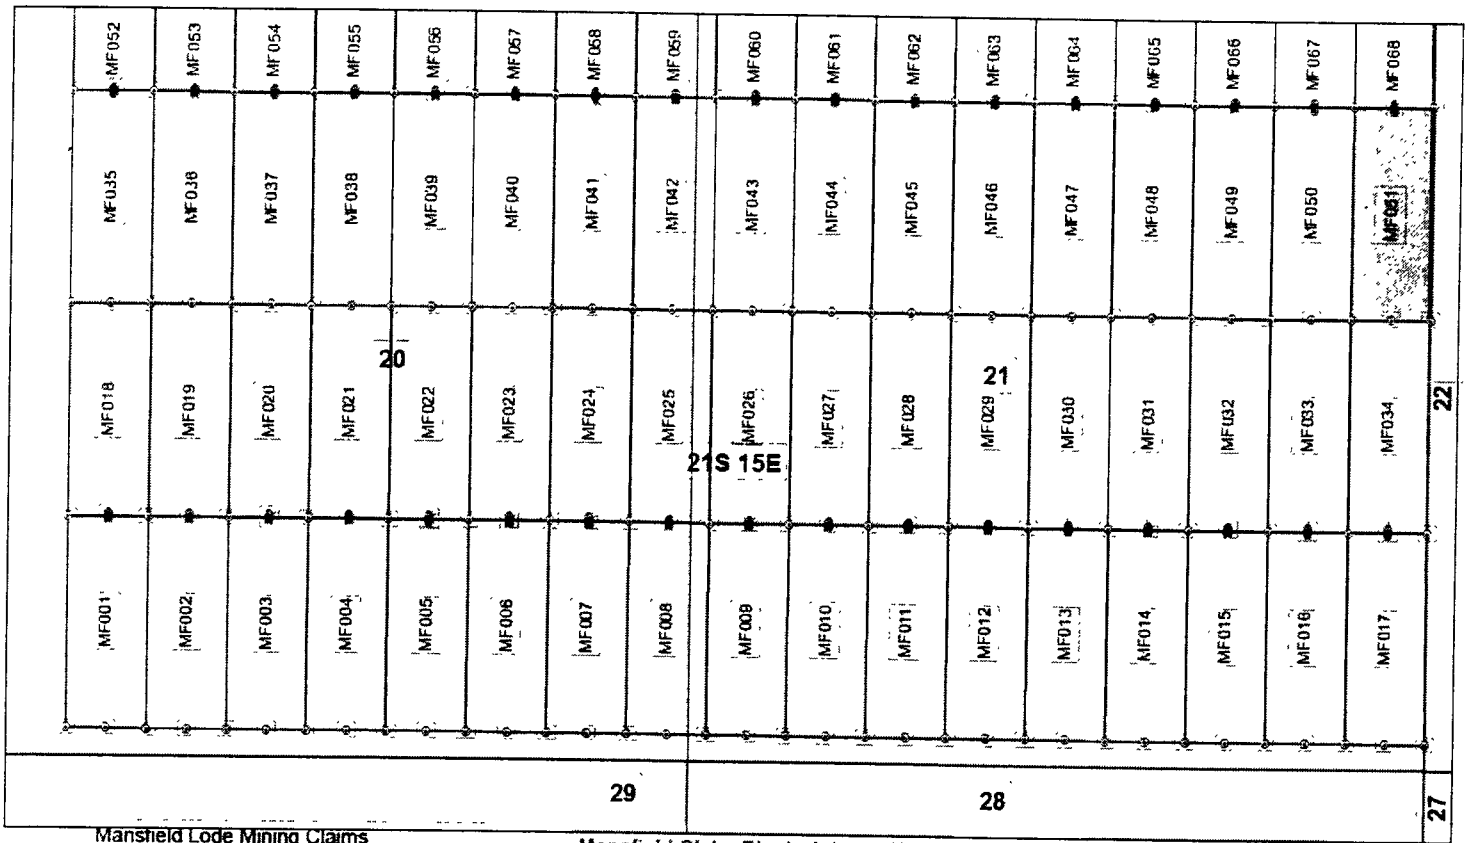 MF052 MF053 MF054 MF055 MF056 MF057 MF058 MF059 MF060 MF061 MF062 MF063 MF064 MF065 MF066 MF067 MF068
MF035 MF036 MF037 MF038 MF039 MF040 MF041 MF042 MF043 MF044 MF045 MF046 MF047 MF048 MF049 MF050 MF051
20
21
22
MF018 MF019 MF020 MF021 MF022 MF023 MF024 MF025 MF026 MF027 MF028 MF029 MF030 MF031 MF032 MF033 MF034
21S 15E
MF001 MF002 MF003 MF004 MF005 MF006 MF007 MF008 MF009 MF010 MF011 MF012 MF013 MF014 MF015 MF016 MF017
29
28
27
Mansfield Lode Mining Claims